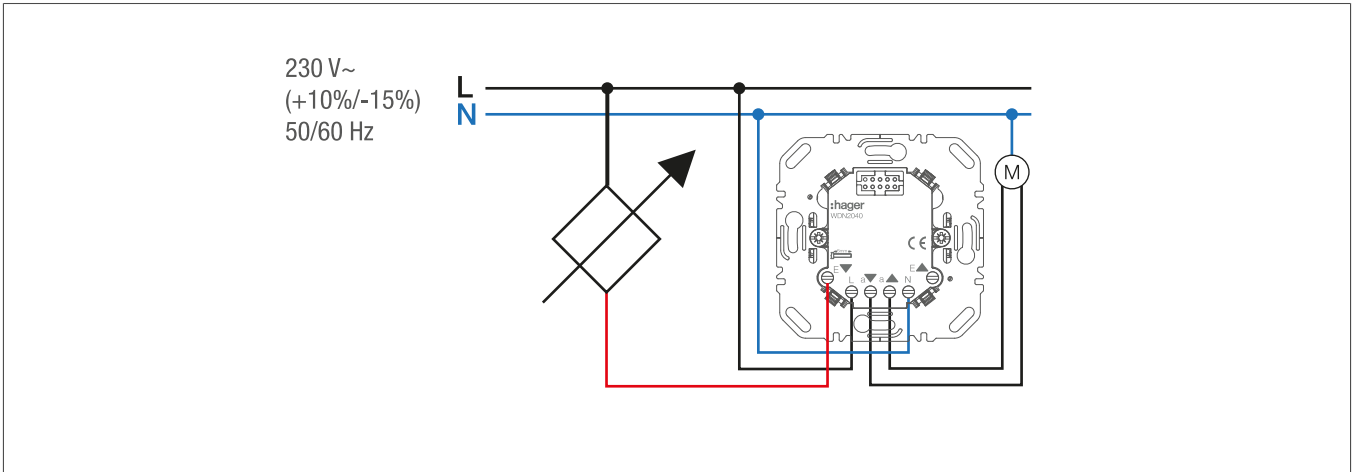 230 V~
(+10%/-15%)
50/60 Hz
L
N
M
:hager
WDN2040
CE
E▼
E▲
L a▼ a▲ N